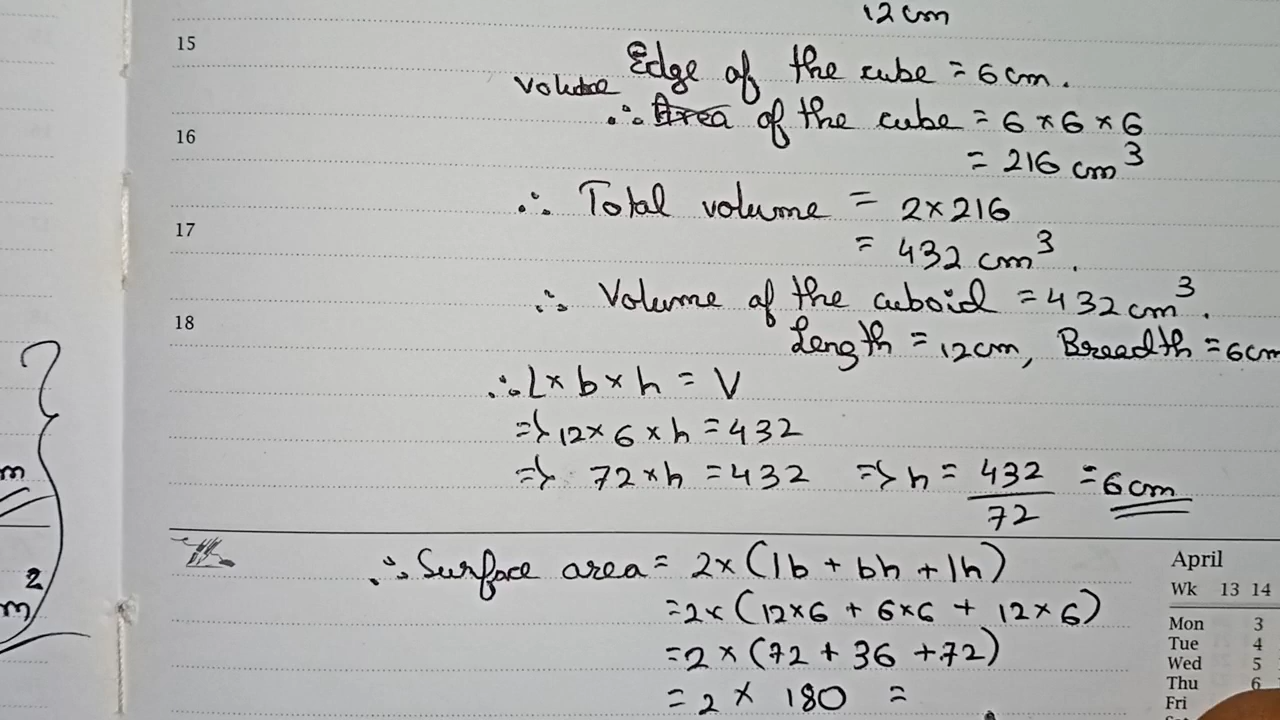 12cm
15
Edge of the cube = 6cm.
Volume
∴ Area of the cube = 6×6×6
16
= 216 cm³
∴ Total volume = 2×216
17
= 432 cm³.
∴ Volume of the cuboid = 432 cm³.
18
Length = 12cm, Breadth = 6cm
∴ l × b × h = V
=> 12× 6 × h = 432
=> 72 × h = 432 => h = 432/72 = 6cm
m
∴ Surface area = 2×(lb + bh + lh)
April
2
m
=2×(12×6 + 6×6 + 12×6)
Wk 13 14
Mon 3
=2 × (72 + 36 + 72)
Tue 4
Wed 5
= 2 × 180 =
Thu 6
Fri